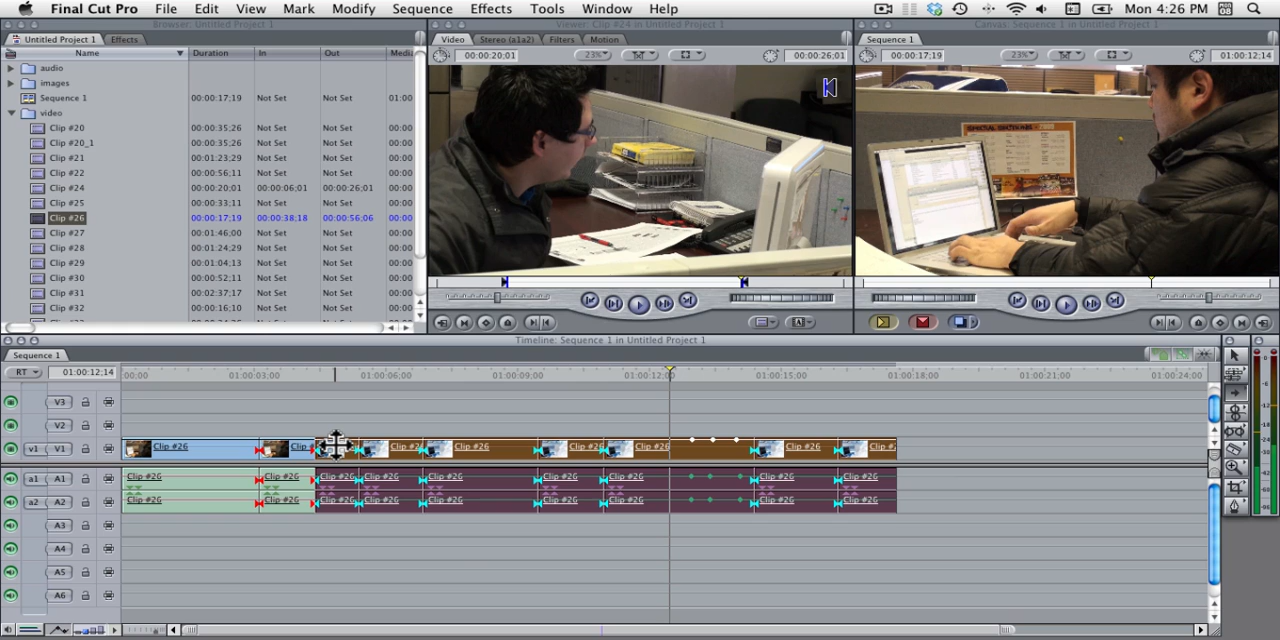 Final Cut Pro File Edit View Mark Modify Sequence Effects Tools Window Help Mon 4:26 PM
Browser: Untitled Project 1
Untitled Project 1 Effects
Name Duration In Out Media
audio
images
Sequence 1 00:00:17;19 Not Set Not Set 01:00
video
Clip #20 00:00:35;26 Not Set Not Set 00:00
Clip #20_1 00:00:35;26 Not Set Not Set 00:00
Clip #21 00:01:23;29 Not Set Not Set 00:00
Clip #22 00:00:56;11 Not Set Not Set 00:00
Clip #24 00:00:20;01 00:00:06;01 00:00:26;01 00:00
Clip #25 00:00:33;11 Not Set Not Set 00:00
Clip #26 00:00:17;19 00:00:38;18 00:00:56;06 00:00
Clip #27 00:01:46;00 Not Set Not Set 00:00
Clip #28 00:01:24;29 Not Set Not Set 00:00
Clip #29 00:01:04;13 Not Set Not Set 00:00
Clip #30 00:00:52;11 Not Set Not Set 00:00
Clip #31 00:02:37;17 Not Set Not Set 00:00
Clip #32 00:00:16;10 Not Set Not Set 00:00
Viewer: Clip #24 in Untitled Project 1
Video Stereo (a1a2) Filters Motion
00:00:20;01 23% 00:00:26;01
Canvas: Sequence 1 in Untitled Project 1
Sequence 1
00:00:17;19 23% 01:00:12;14
Timeline: Sequence 1 in Untitled Project 1
Sequence 1
RT 01:00:12;14 00;00 01:00:03;00 01:00:06;00 01:00:09;00 01:00:12;00 01:00:15;00 01:00:18;00 01:00:21;00 01:00:24;00
V3
V2
v1 V1 Clip #26 Clip # Clip #2 Clip #26 Clip #26 Clip #26 Clip #26 Clip #2
a1 A1 Clip #26 Clip #26 Clip #26 Clip #26 Clip #26 Clip #26 Clip #26 Clip #26 Clip #26
a2 A2 Clip #26 Clip #26 Clip #26 Clip #26 Clip #26 Clip #26 Clip #26 Clip #26 Clip #26
A3
A4
A5
A6